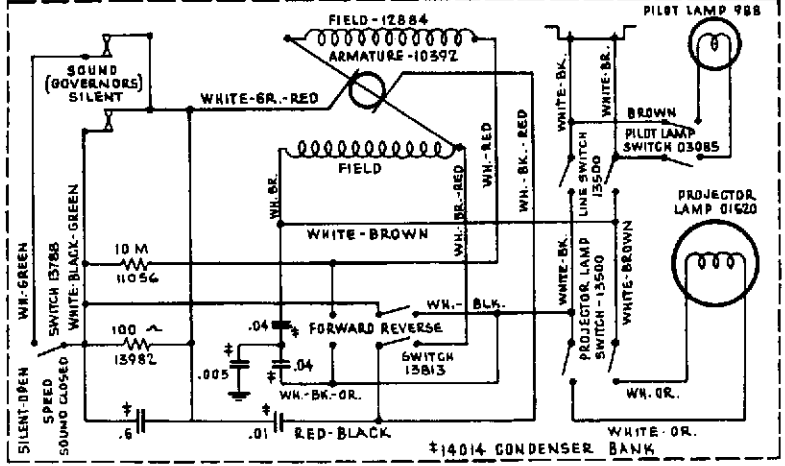 FIELD-12884
PILOT LAMP 988
ARMATURE-10392
SOUND
(GOVERNORS)
SILENT
WHITE-GR.-RED
WHITE-BK.
WHITE-BR.
BROWN
PILOT LAMP
SWITCH 03085
FIELD
WH.BR.
WH.-BR.-RED
WH.-RED
WH.-BK.-RED
LINE SWITCH
13500
PROJECTOR
LAMP 01520
WHITE-BROWN
WH.-GREEN
SWITCH 13788
WHITE-BLACK-GREEN
10 M
11056
WHITE-BK.
PROJECTOR LAMP
SWITCH-13500
WHITE-BROWN
WH.- BLK.
.04 ‡
FORWARD REVERSE
100 ~
13982
‡
.005
‡ .04
SWITCH
13813
WH.-BK.-OR.
WH. OR.
SILENT-OPEN
SPEED
SOUND CLOSED
‡
.6
‡
.01
RED-BLACK
WHITE-OR.
‡14014 CONDENSER BANK